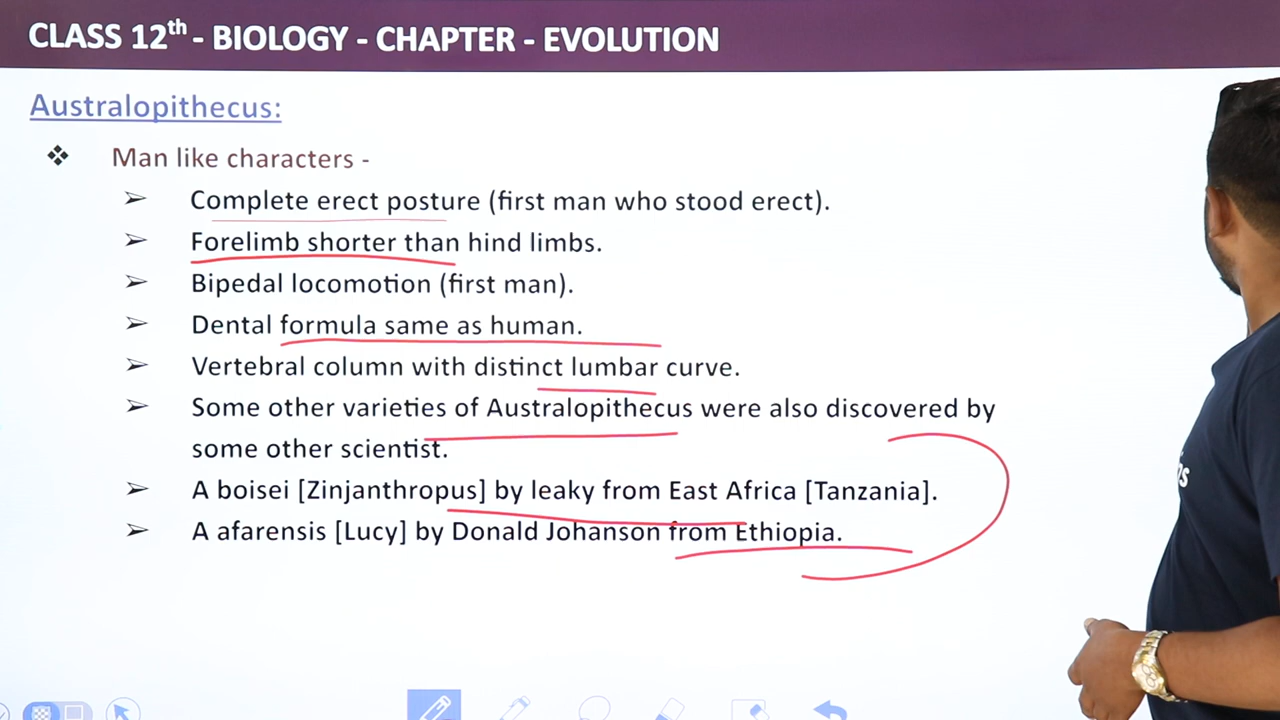 CLASS 12th - BIOLOGY - CHAPTER - EVOLUTION
Australopithecus:
❖ Man like characters -
➢ Complete erect posture (first man who stood erect).
➢ Forelimb shorter than hind limbs.
➢ Bipedal locomotion (first man).
➢ Dental formula same as human.
➢ Vertebral column with distinct lumbar curve.
➢ Some other varieties of Australopithecus were also discovered by
some other scientist.
➢ A boisei [Zinjanthropus] by leaky from East Africa [Tanzania].
➢ A afarensis [Lucy] by Donald Johanson from Ethiopia.